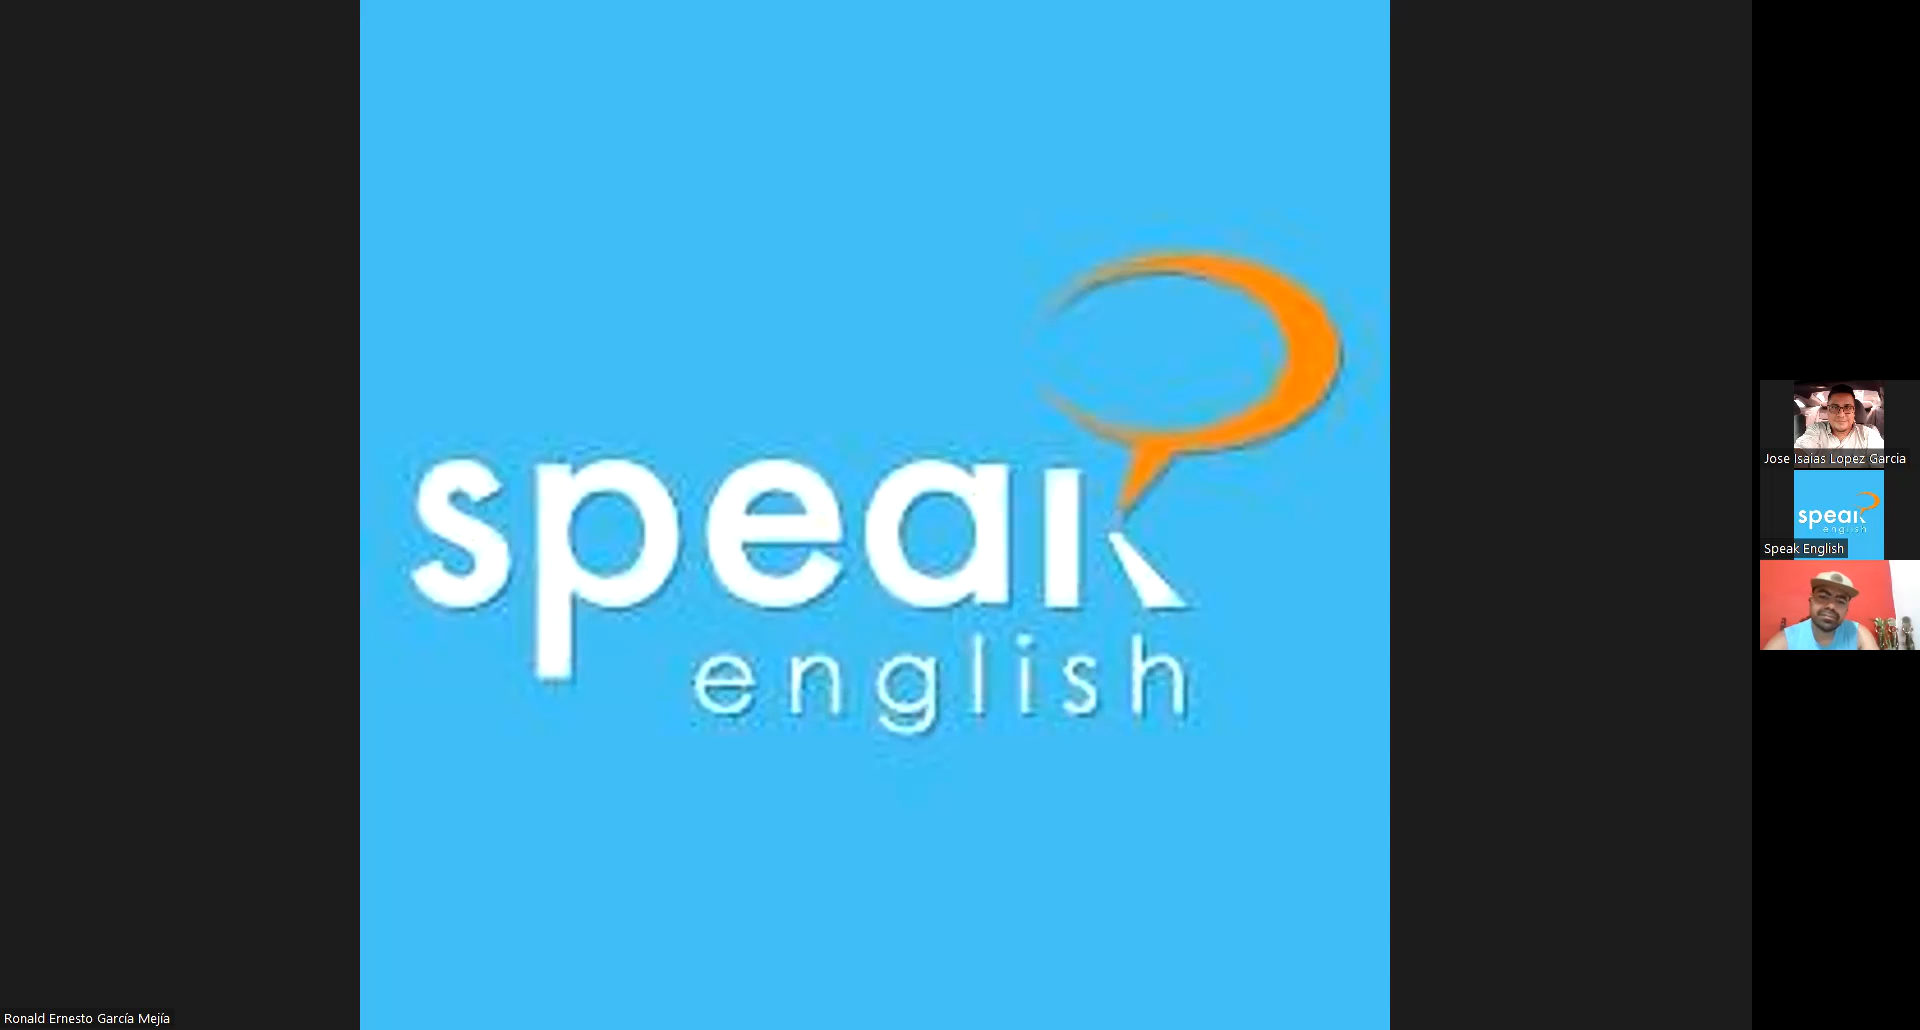 speak
english
Jose Isaias Lopez Garcia
speak
english
Speak English
Ronald Ernesto García Mejía